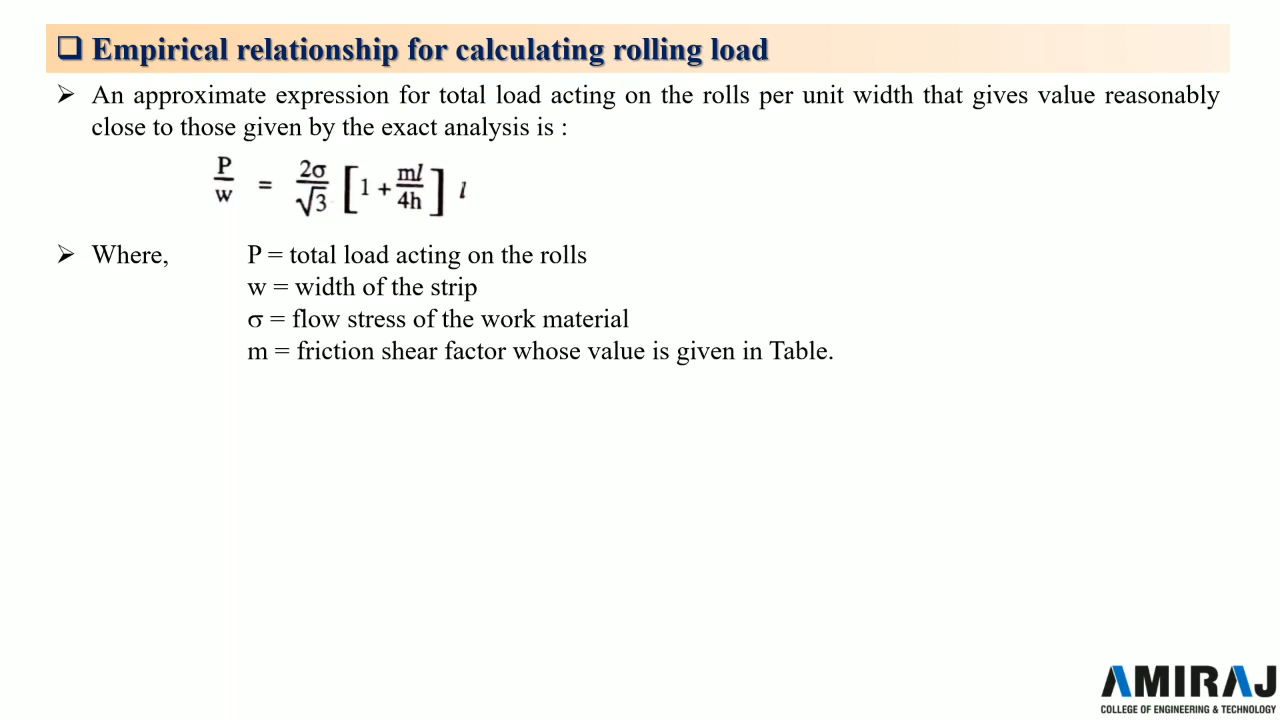 ❑ Empirical relationship for calculating rolling load
➢ An approximate expression for total load acting on the rolls per unit width that gives value reasonably
close to those given by the exact analysis is :
P/w = 2σ/√3 [1 + ml/4h] l
➢ Where, P = total load acting on the rolls
w = width of the strip
σ = flow stress of the work material
m = friction shear factor whose value is given in Table.
AMIRAJ
COLLEGE OF ENGINEERING & TECHNOLOGY